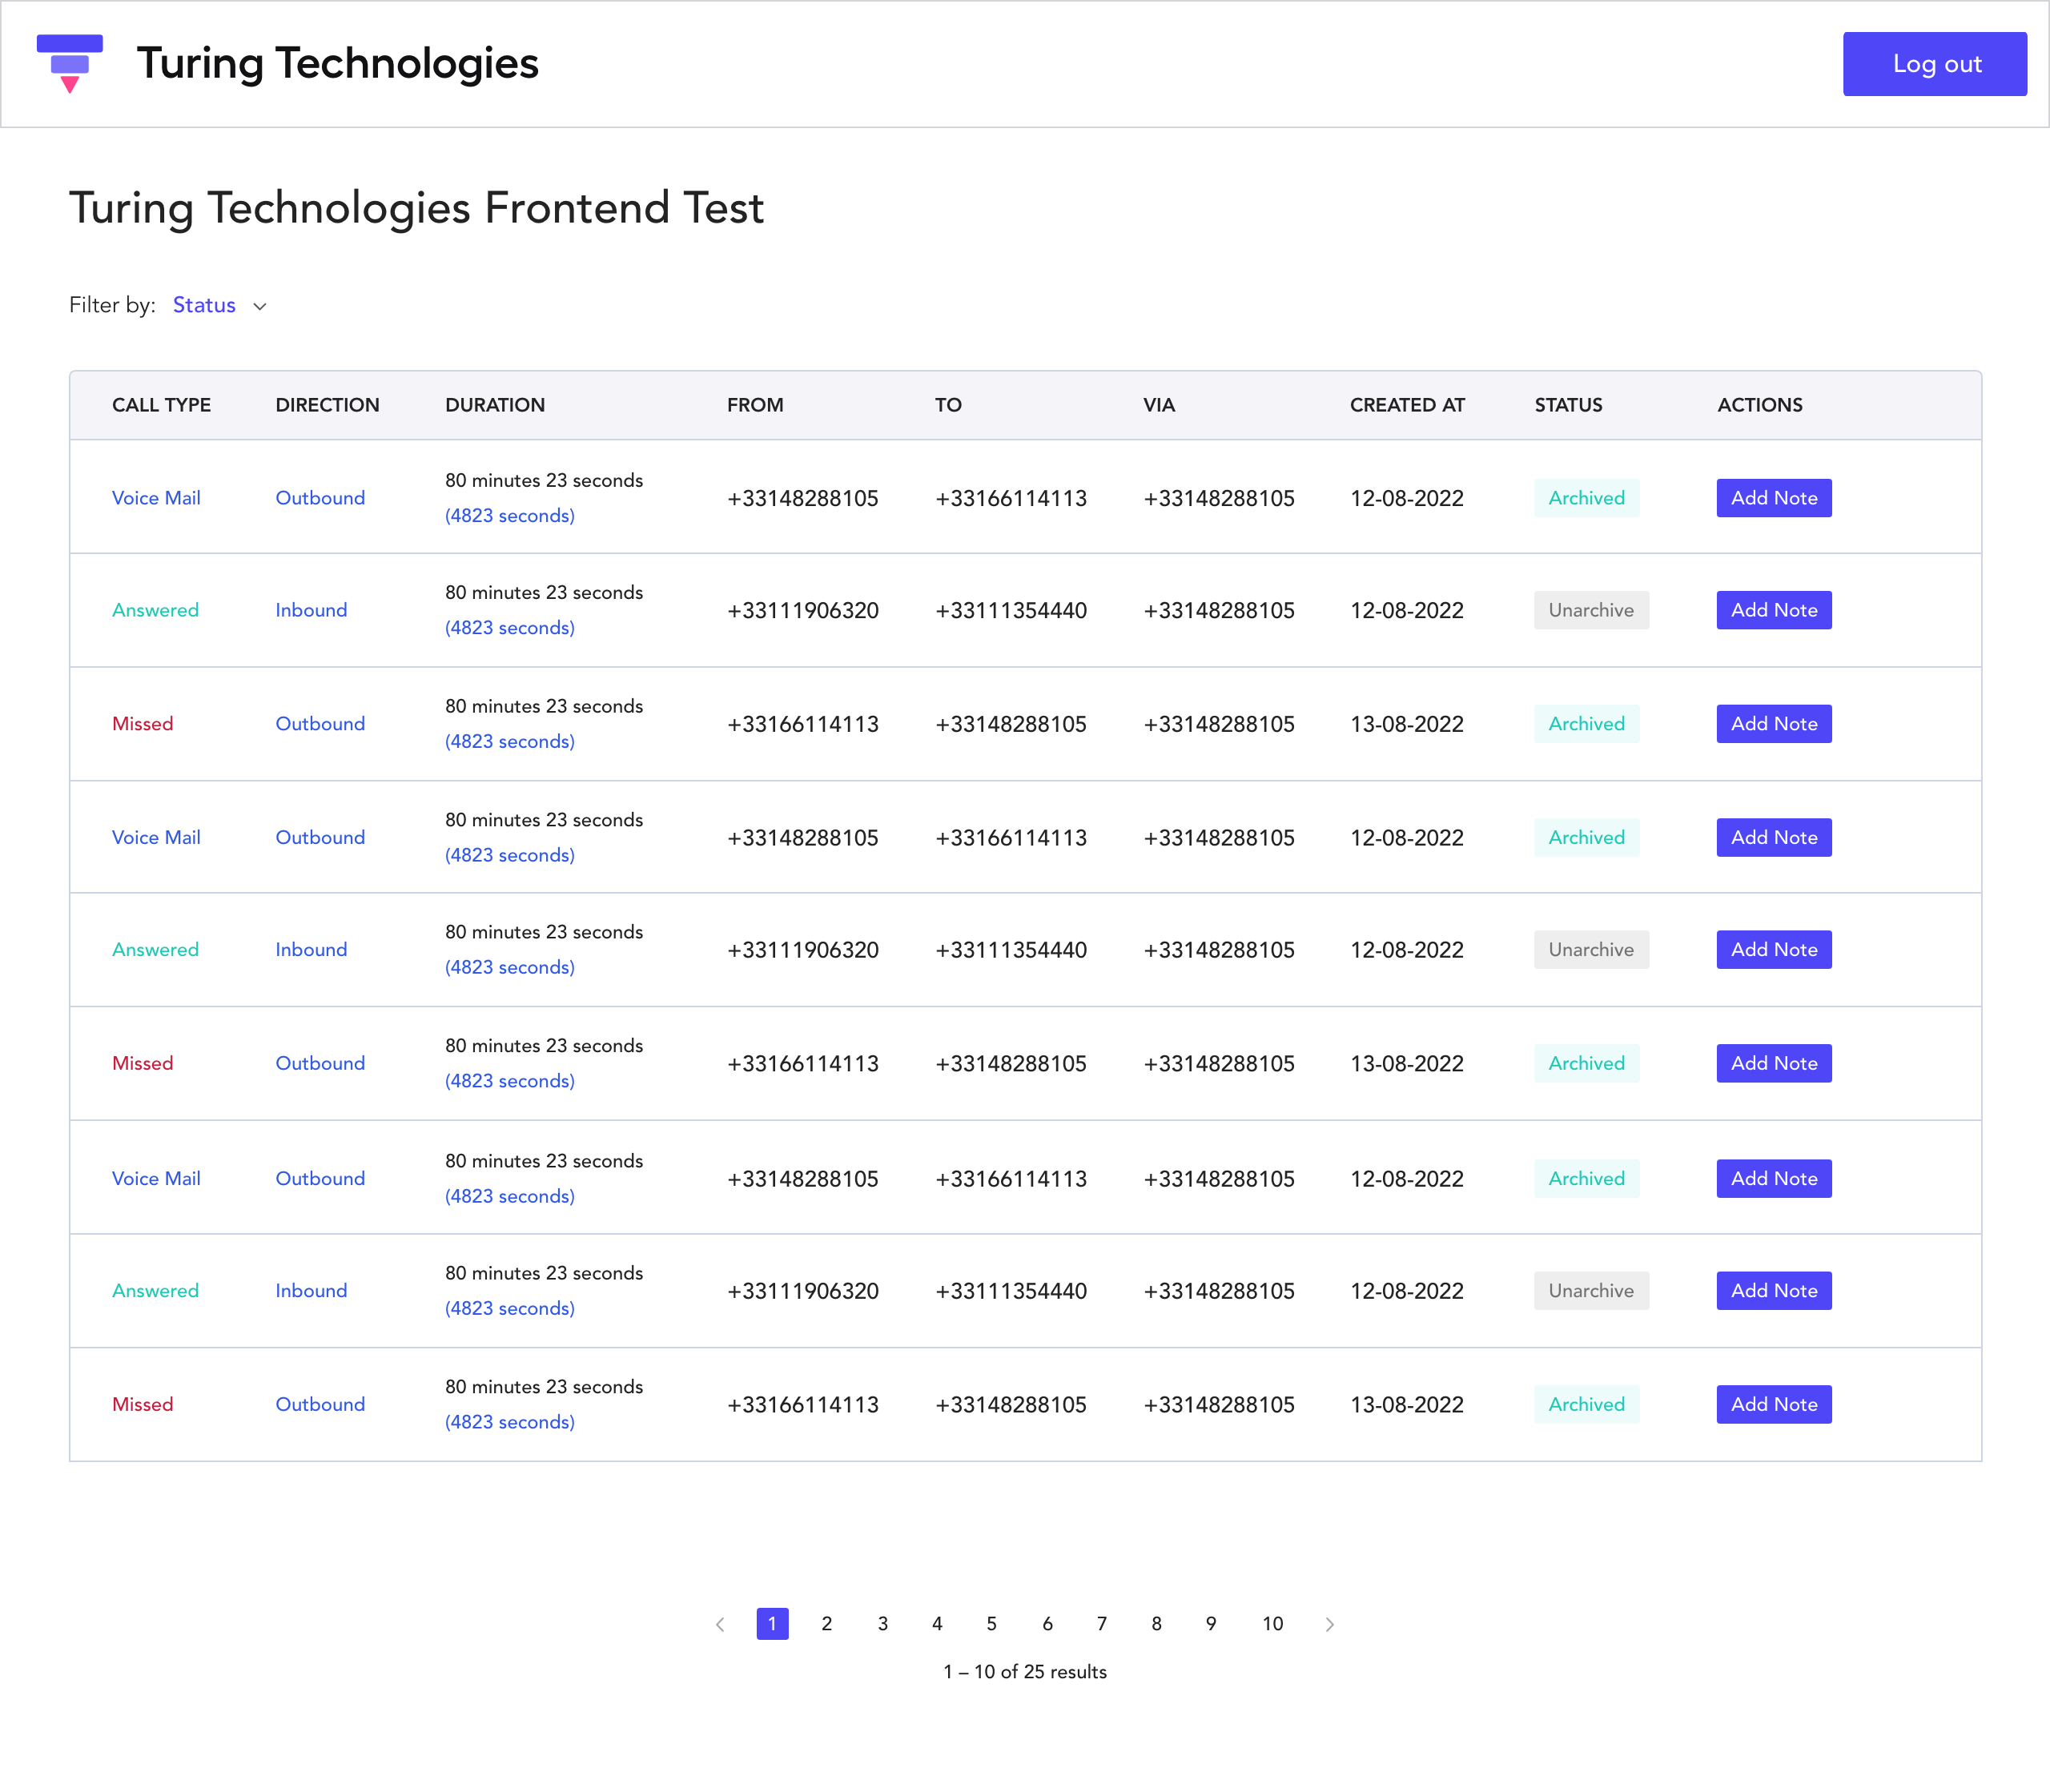 Turing Technologies
Log out
Turing Technologies Frontend Test
Filter by: Status
CALL TYPE DIRECTION DURATION FROM TO VIA CREATED AT STATUS ACTIONS
Voice Mail Outbound 80 minutes 23 seconds +33148288105 +33166114113 +33148288105 12-08-2022 Archived Add Note
(4823 seconds)
Answered Inbound 80 minutes 23 seconds +33111906320 +33111354440 +33148288105 12-08-2022 Unarchive Add Note
(4823 seconds)
Missed Outbound 80 minutes 23 seconds +33166114113 +33148288105 +33148288105 13-08-2022 Archived Add Note
(4823 seconds)
Voice Mail Outbound 80 minutes 23 seconds +33148288105 +33166114113 +33148288105 12-08-2022 Archived Add Note
(4823 seconds)
Answered Inbound 80 minutes 23 seconds +33111906320 +33111354440 +33148288105 12-08-2022 Unarchive Add Note
(4823 seconds)
Missed Outbound 80 minutes 23 seconds +33166114113 +33148288105 +33148288105 13-08-2022 Archived Add Note
(4823 seconds)
Voice Mail Outbound 80 minutes 23 seconds +33148288105 +33166114113 +33148288105 12-08-2022 Archived Add Note
(4823 seconds)
Answered Inbound 80 minutes 23 seconds +33111906320 +33111354440 +33148288105 12-08-2022 Unarchive Add Note
(4823 seconds)
Missed Outbound 80 minutes 23 seconds +33166114113 +33148288105 +33148288105 13-08-2022 Archived Add Note
(4823 seconds)
1 2 3 4 5 6 7 8 9 10
1 – 10 of 25 results